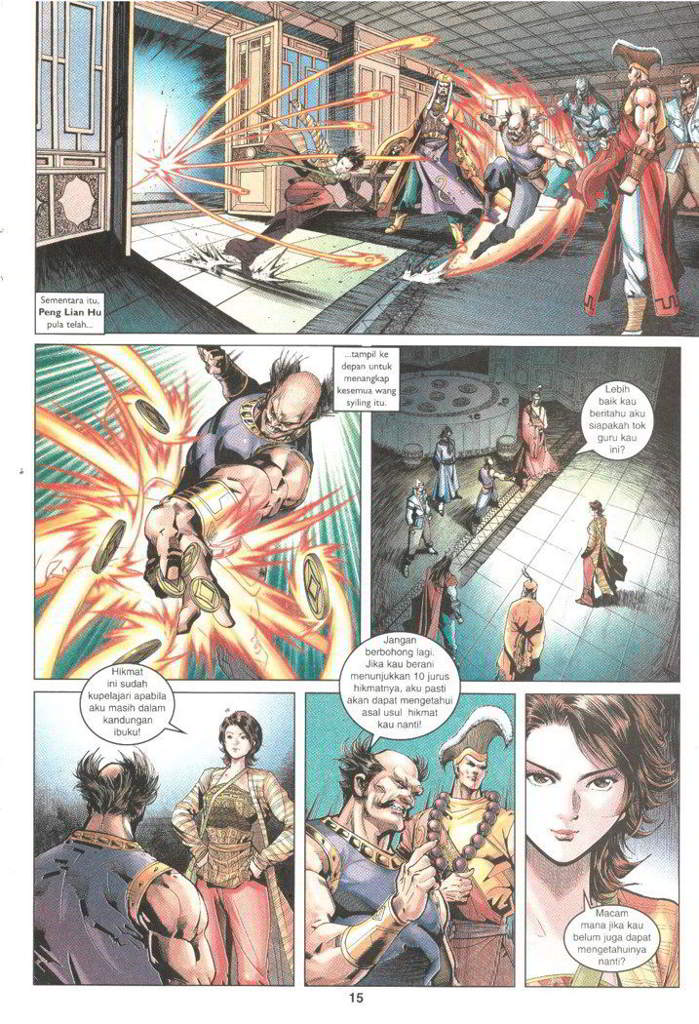 Sementara itu,
Peng Lian Hu
pula telah...
...tampil ke
depan untuk
menangkap
kesemua wang
syiling itu.
Lebih
baik kau
beritahu aku
siapakah tok
guru kau
ini?
Hikmat
ini sudah
kupelajari apabila
aku masih dalam
kandungan
ibuku!
Jangan
berbohong lagi.
Jika kau berani
menunjukkan 10 jurus
hikmatnya, aku pasti
akan dapat mengetahui
asal usul hikmat
kau nanti!
Macam
mana jika kau
belum juga dapat
mengetahuinya
nanti?
15